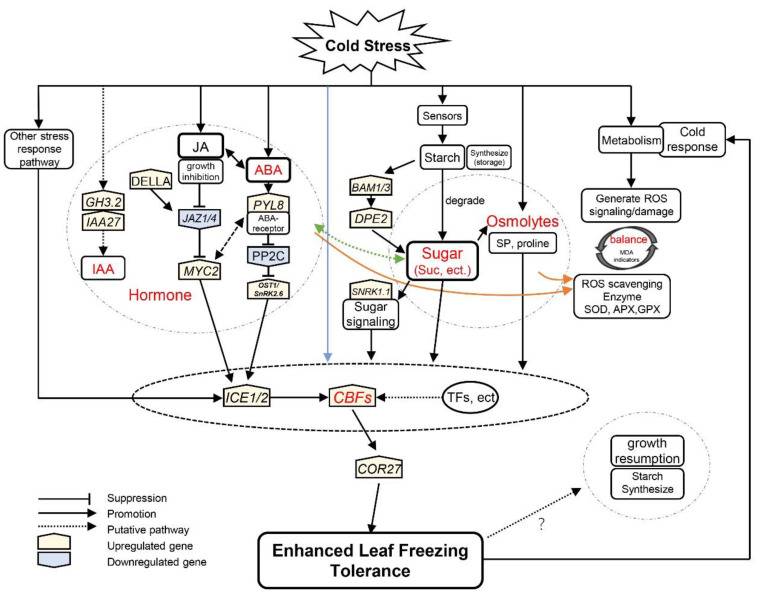 Cold Stress
Other stress
response
pathway
JA
growth
inhibition
ABA
Sensors
Starch
Synthesize
(storage)
Metabolism
Cold
response
DELLA
GH3.2
IAA27
IAA
JAZ1/4
MYC2
PYL8
ABA-
receptor
PP2C
OST1/
SnRK2.6
Hormone
BAM1/3
DPE2
degrade
Sugar
(Suc, ect.)
Osmolytes
SP, proline
SNRK1.1
Sugar
signaling
Generate ROS
signaling/damage
balance
MDA
indicators
ROS scavenging
Enzyme
SOD, APX,GPX
ICE1/2
CBFs
TFs, ect
COR27
growth
resumption
Starch
Synthesize
?
Suppression
Promotion
Putative pathway
Upregulated gene
Downregulated gene
Enhanced Leaf Freezing
Tolerance